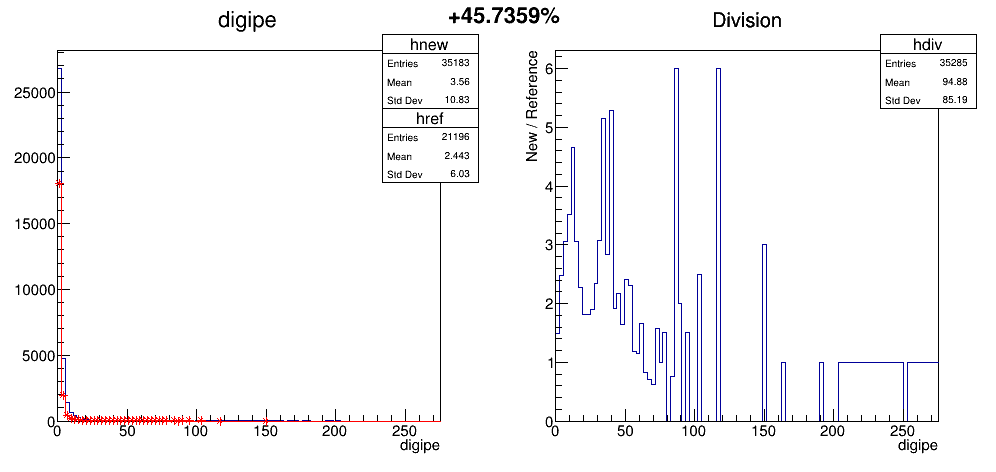 +45.7359%
digipe
hnew
Entries 35183
Mean 3.56
Std Dev 10.83
href
Entries 21196
Mean 2.443
Std Dev 6.03
25000
20000
15000
10000
5000
0
0 50 100 150 200 250
digipe
Division
hdiv
Entries 35285
Mean 94.88
Std Dev 85.19
New / Reference
6
5
4
3
2
1
0
0 50 100 150 200 250
digipe